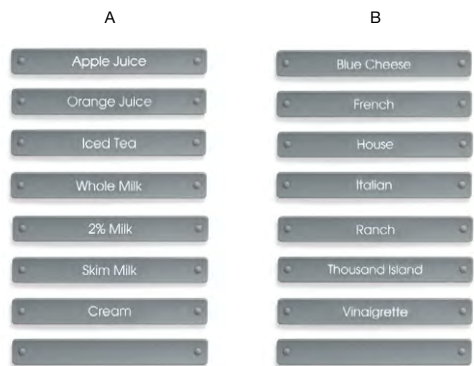 A
Apple Juice
Orange Juice
Iced Tea
Whole Milk
2% Milk
Skim Milk
Cream
B
Blue Cheese
French
House
Italian
Ranch
Thousand Island
Vinaigrette